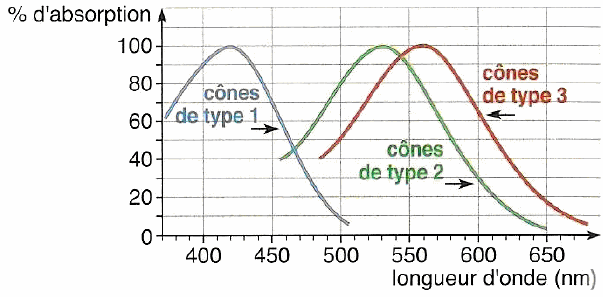 % d'absorption
100
80
60
40
20
0
cônes
de type 1
cônes
de type 2
cônes
de type 3
400 450 500 550 600 650
longueur d'onde (nm)